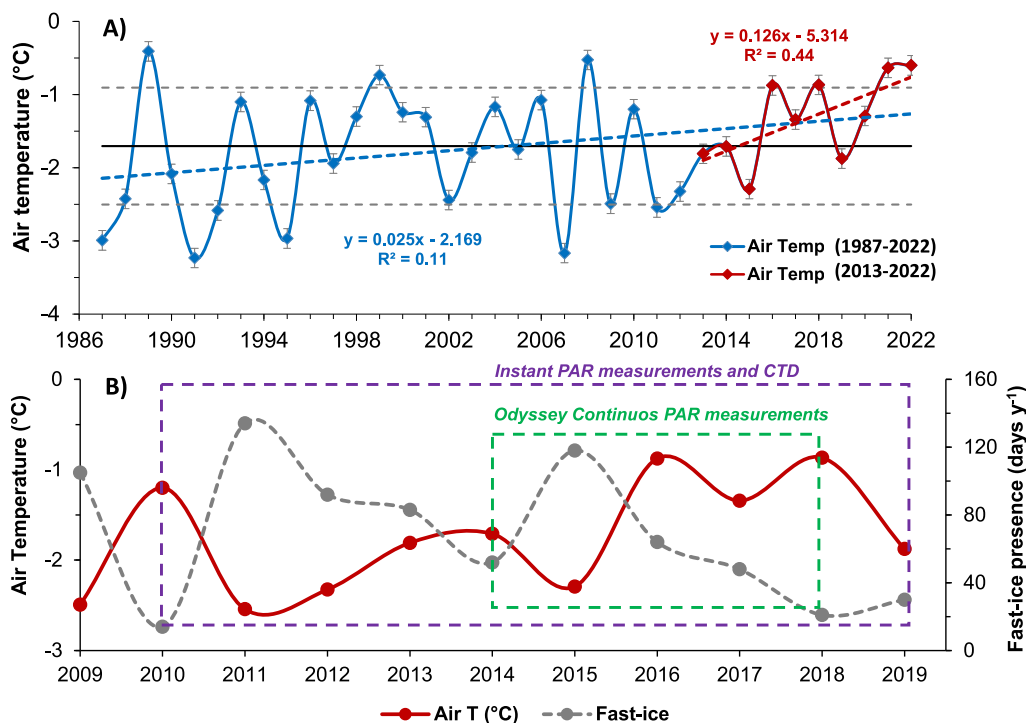 A)
Air temperature (°C)
0
-1
-2
-3
-4
y = 0.126x - 5.314
R² = 0.44
y = 0.025x - 2.169
R² = 0.11
Air Temp (1987-2022)
Air Temp (2013-2022)
1986 1990 1994 1998 2002 2006 2010 2014 2018 2022
B)
Instant PAR measurements and CTD
Odyssey Continuos PAR measurements
Air Temperature (°C)
0
-1
-2
-3
Fast-ice presence (days y⁻¹)
160
120
80
40
0
2009 2010 2011 2012 2013 2014 2015 2016 2017 2018 2019
Air T (°C) Fast-ice